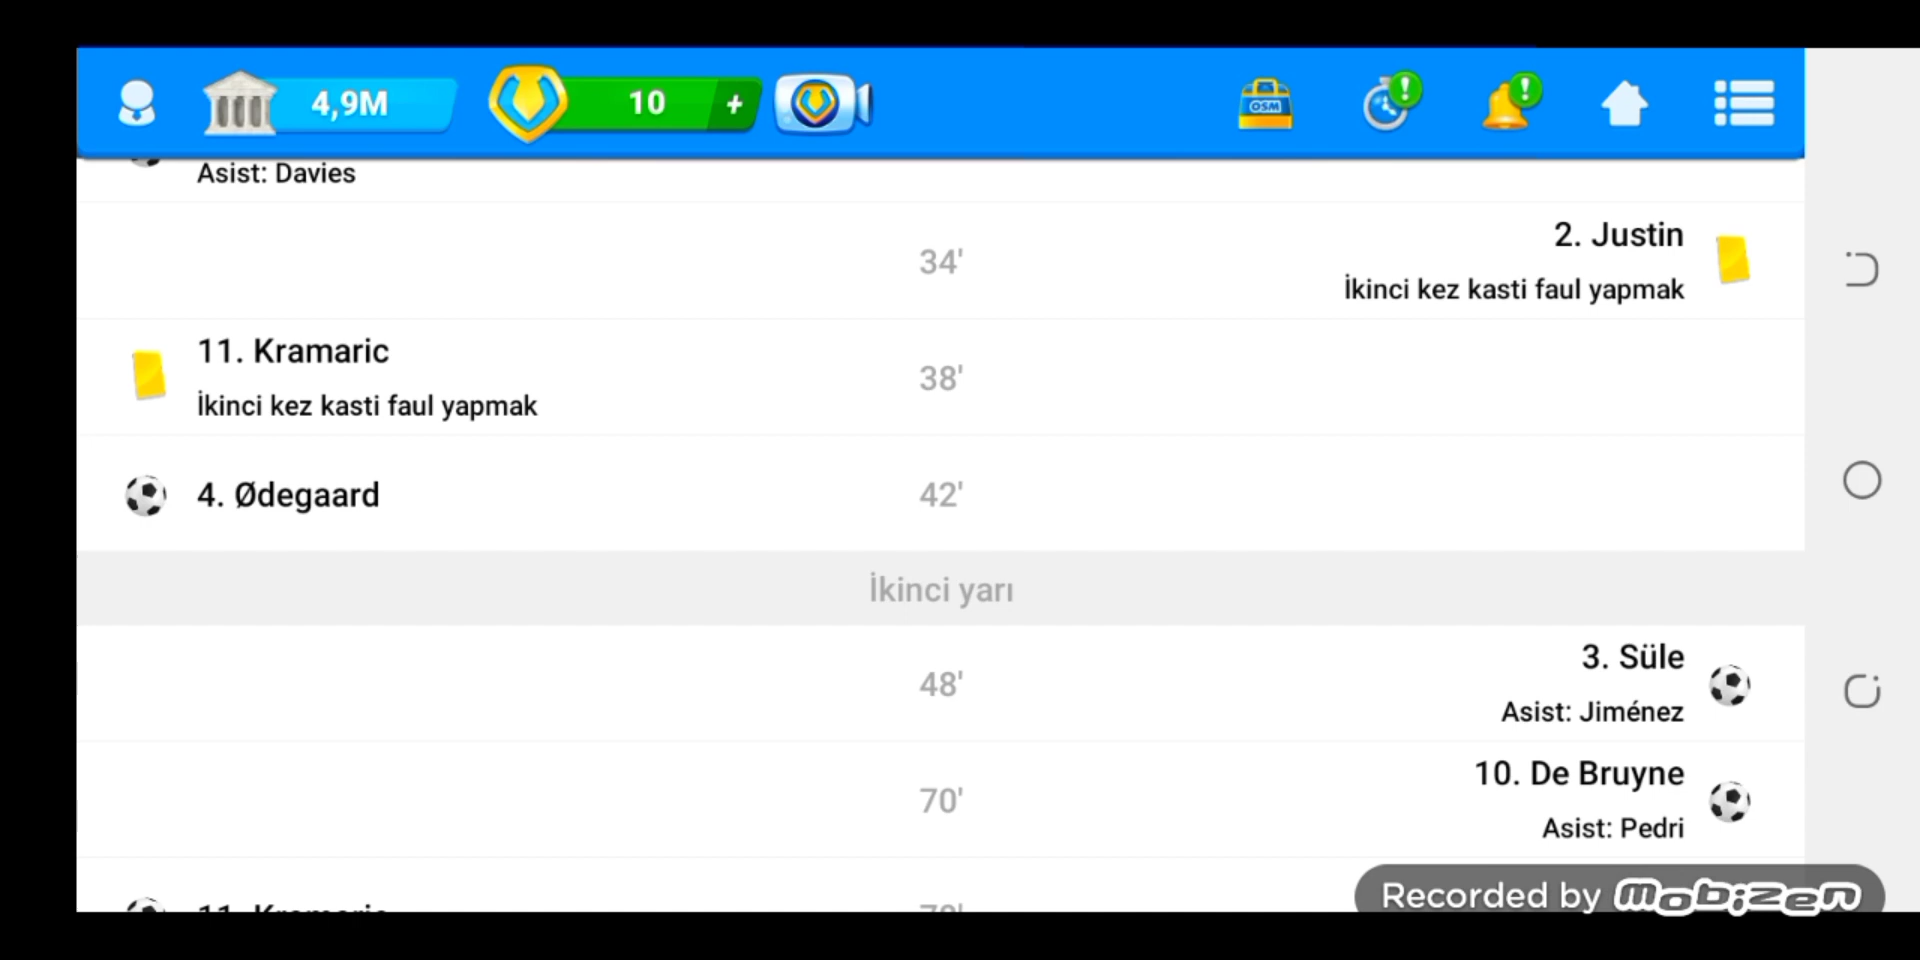 4,9M
10
+
OSM
Asist: Davies
34'
2. Justin
İkinci kez kasti faul yapmak
11. Kramaric
38'
İkinci kez kasti faul yapmak
4. Ødegaard
42'
İkinci yarı
48'
3. Süle
Asist: Jiménez
70'
10. De Bruyne
Asist: Pedri
11. Kramaric
Recorded by Mobizen